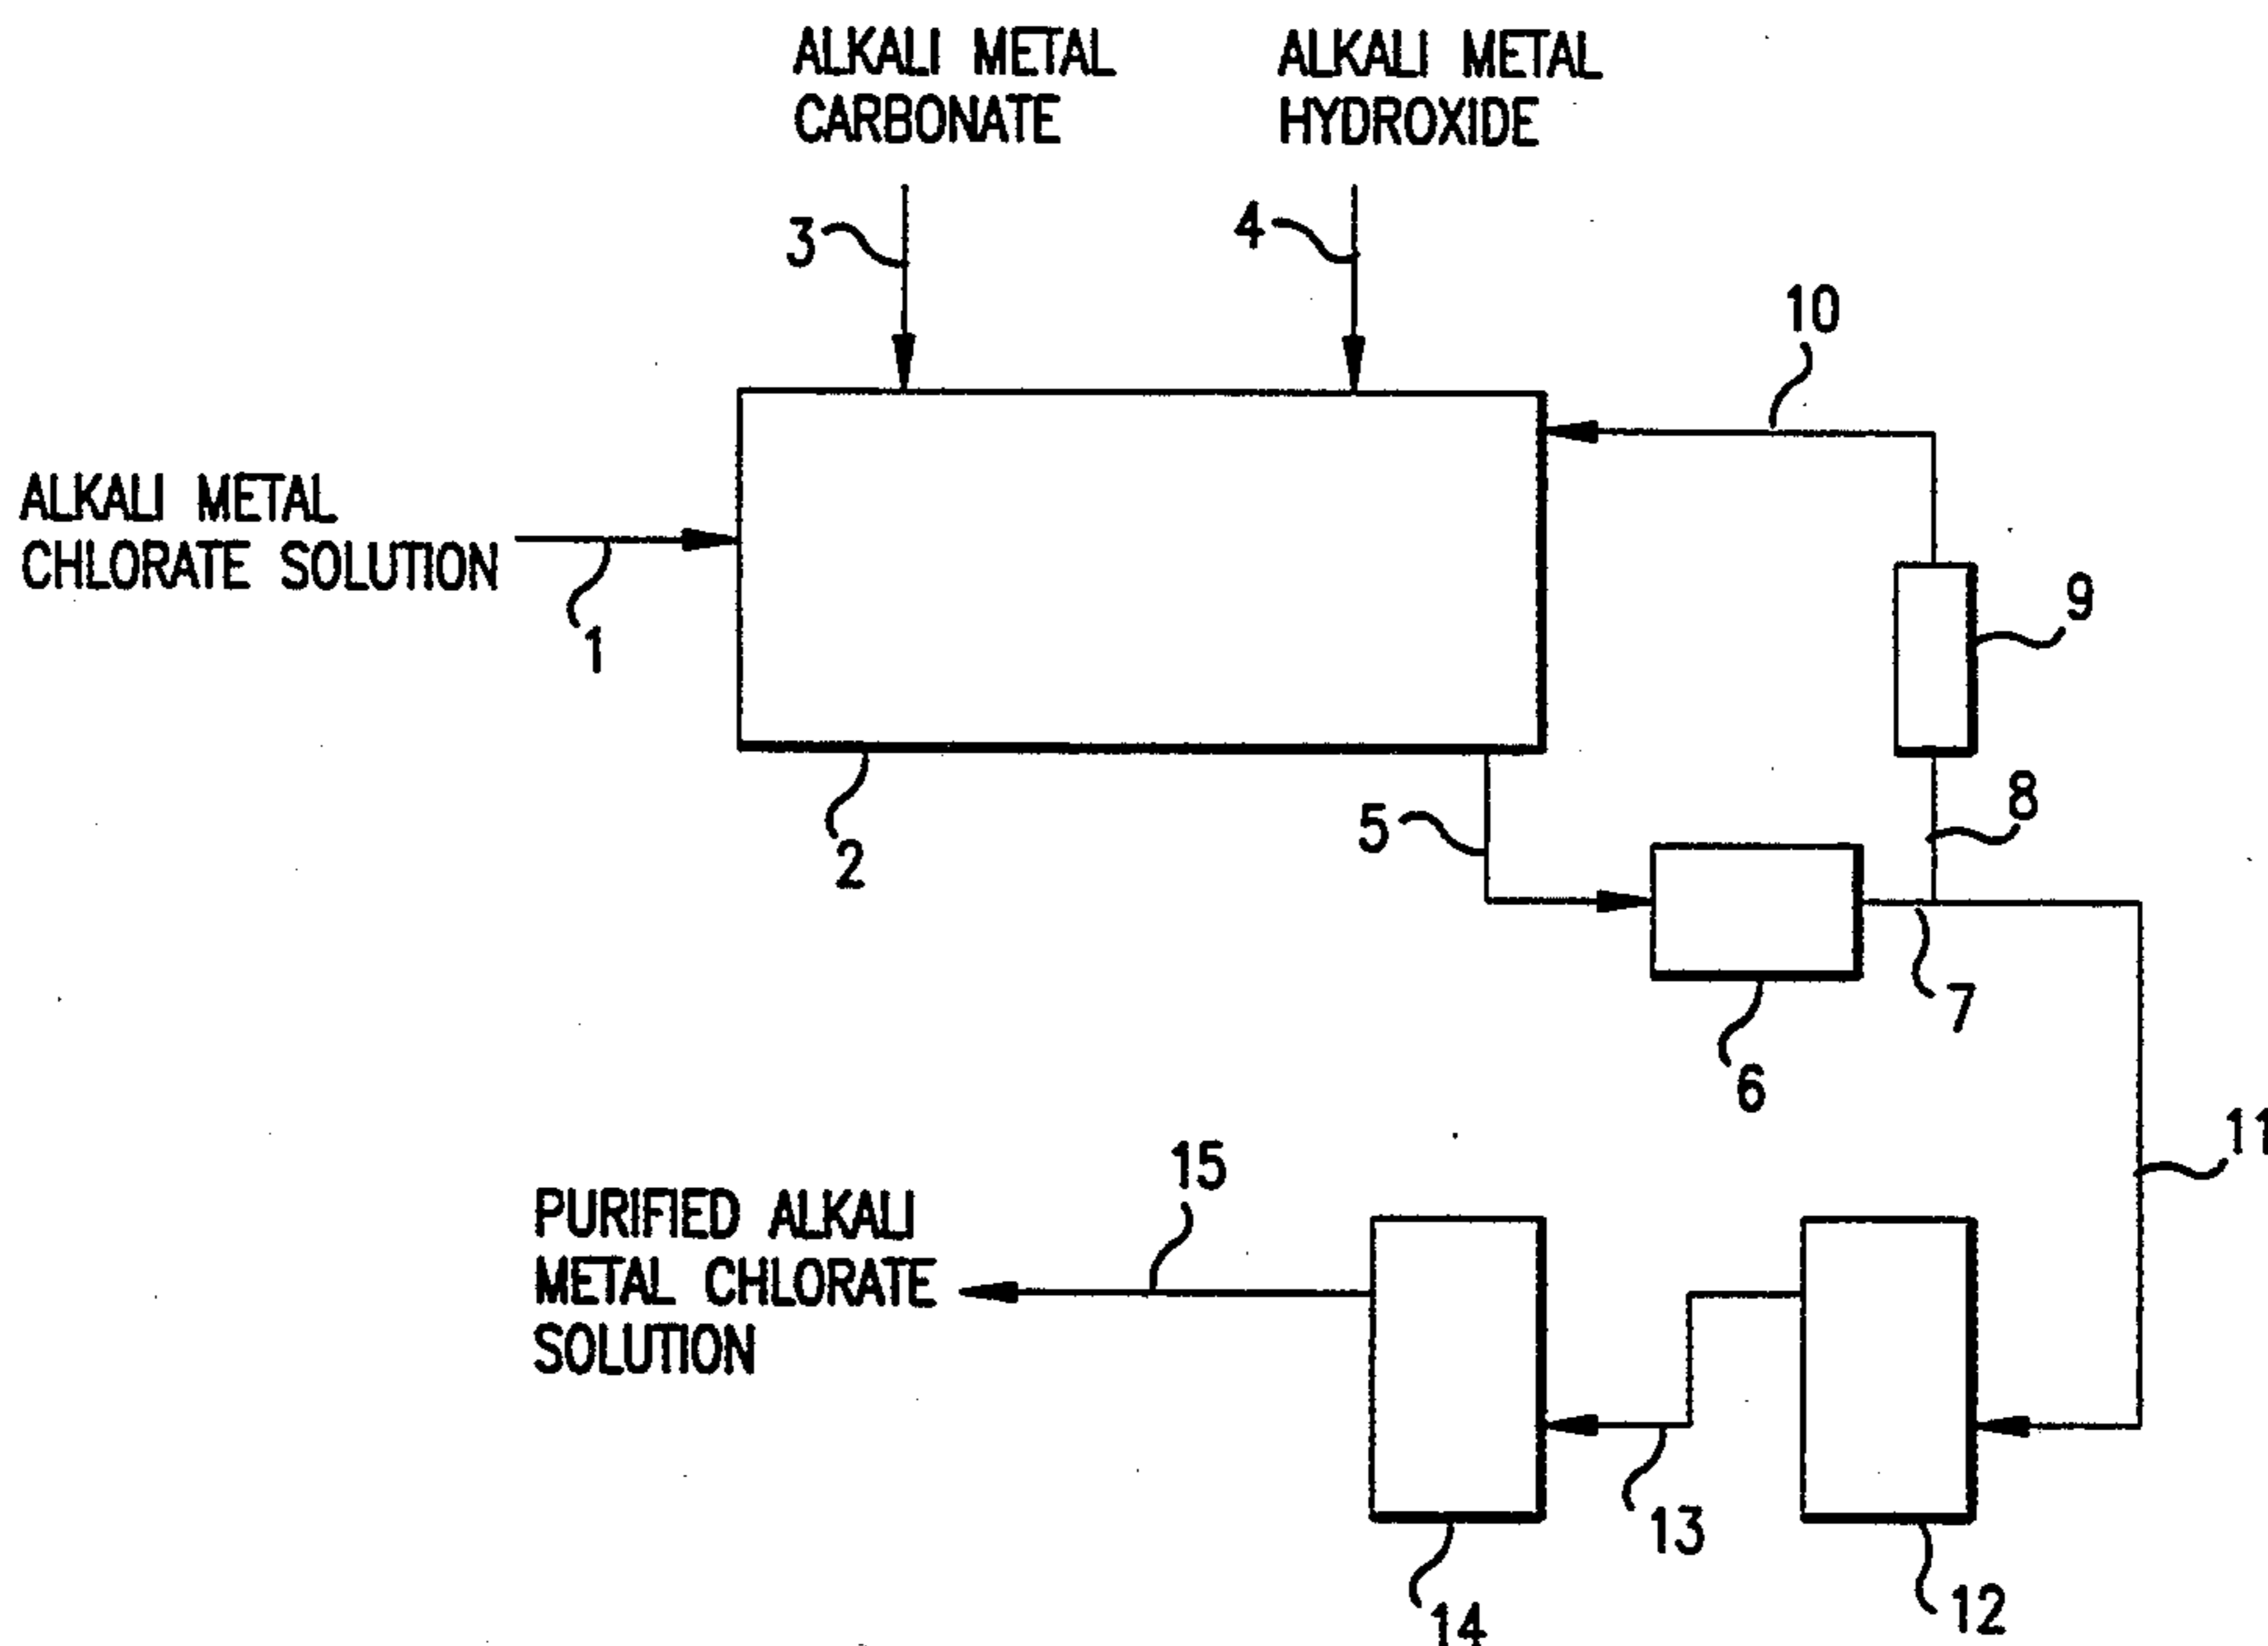 ALKALI METAL
CARBONATE
ALKALI METAL
HYDROXIDE
3
4
10
ALKALI METAL
CHLORATE SOLUTION
1
9
2
5
8
7
6
11
15
PURIFIED ALKALI
METAL CHLORATE
SOLUTION
13
14
12